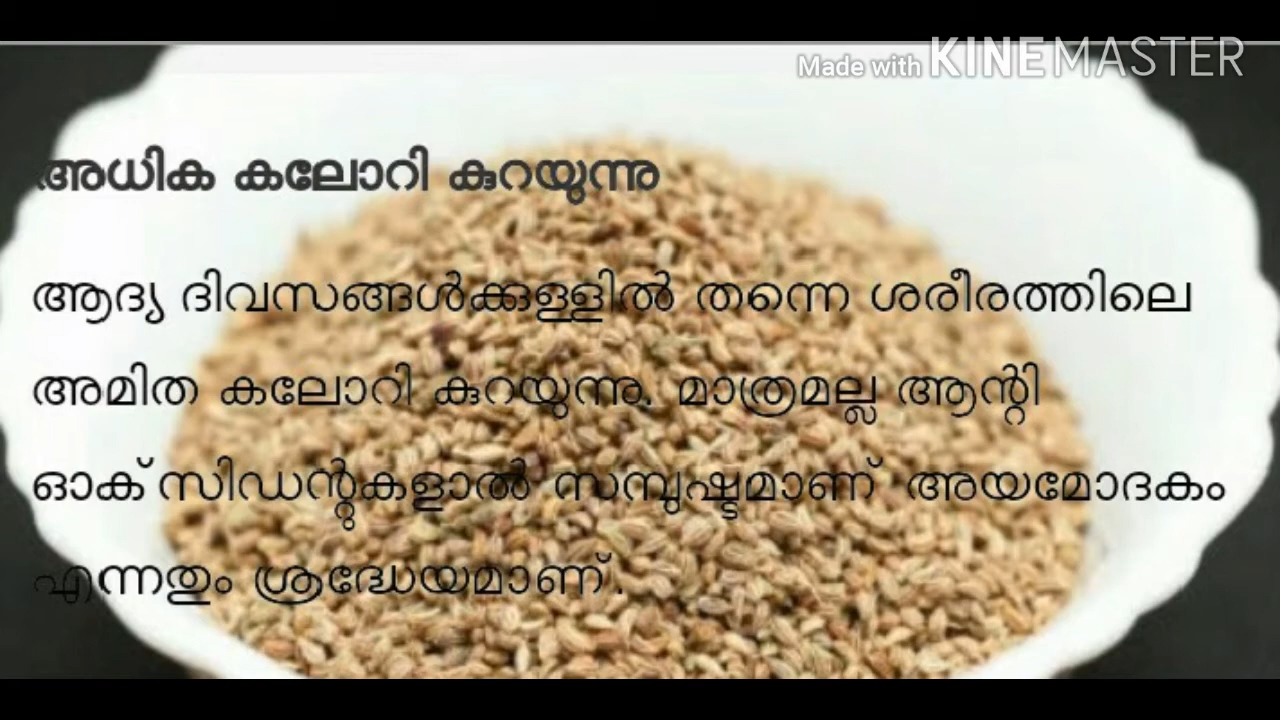 Made with KINEMASTER
അധിക കലോറി കുറയുന്നു
ആദ്യ ദിവസങ്ങൾക്കുള്ളിൽ തന്നെ ശരീരത്തിലെ
അമിത കലോറി കുറയുന്നു. മാത്രമല്ല ആന്റി
ഓക്സിഡന്റുകളാൽ സമ്പുഷ്ടമാണ് അയമോദകം
എന്നതും ശ്രദ്ധേയമാണ്.